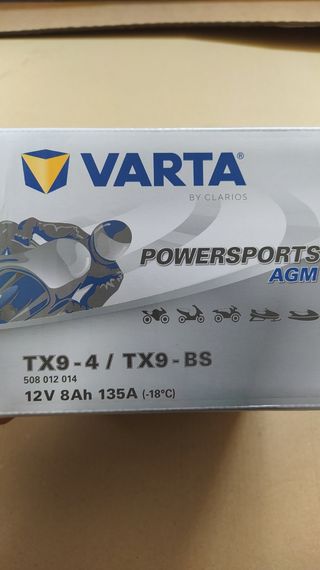 VARTA®
BY CLARIOS
POWERSPORTS
AGM
TX9-4 / TX9-BS
508 012 014
12V 8Ah 135A (-18°C)